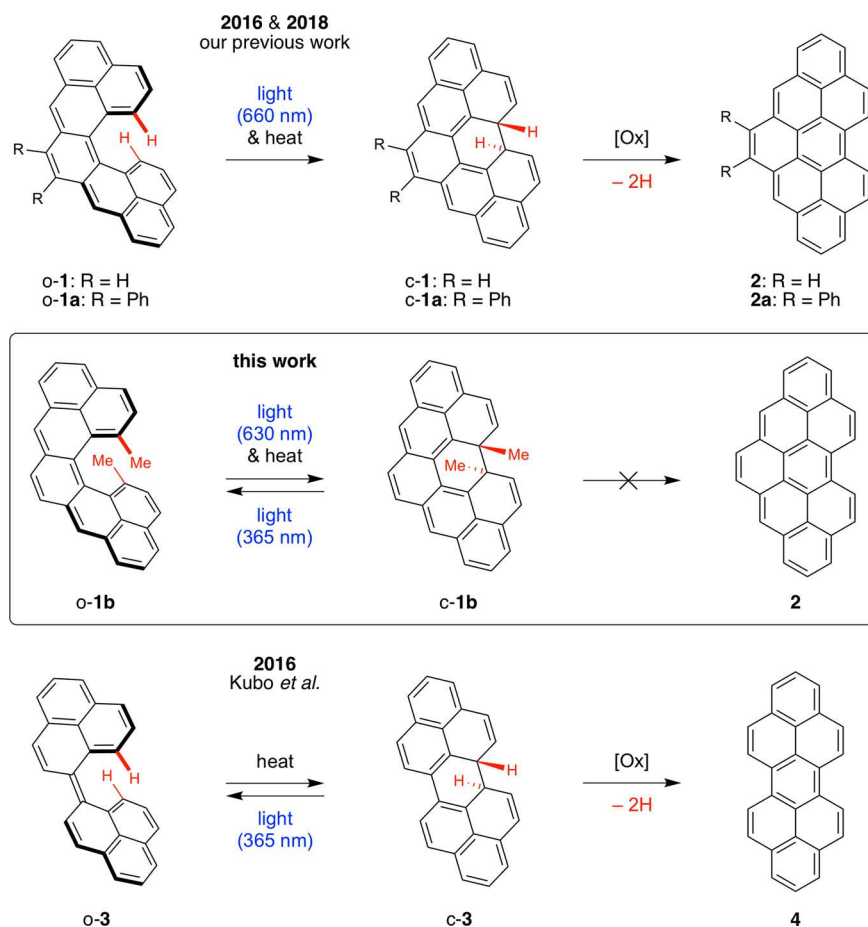 2016 & 2018
our previous work
light
(660 nm)
& heat
[Ox]
– 2H
H
H
R
R
H
H
R
R
R
R
o-1: R = H
o-1a: R = Ph
c-1: R = H
c-1a: R = Ph
2: R = H
2a: R = Ph
this work
light
(630 nm)
& heat
light
(365 nm)
Me
Me
Me
Me
o-1b
c-1b
2
2016
Kubo et al.
heat
light
(365 nm)
[Ox]
– 2H
H
H
H
H
o-3
c-3
4